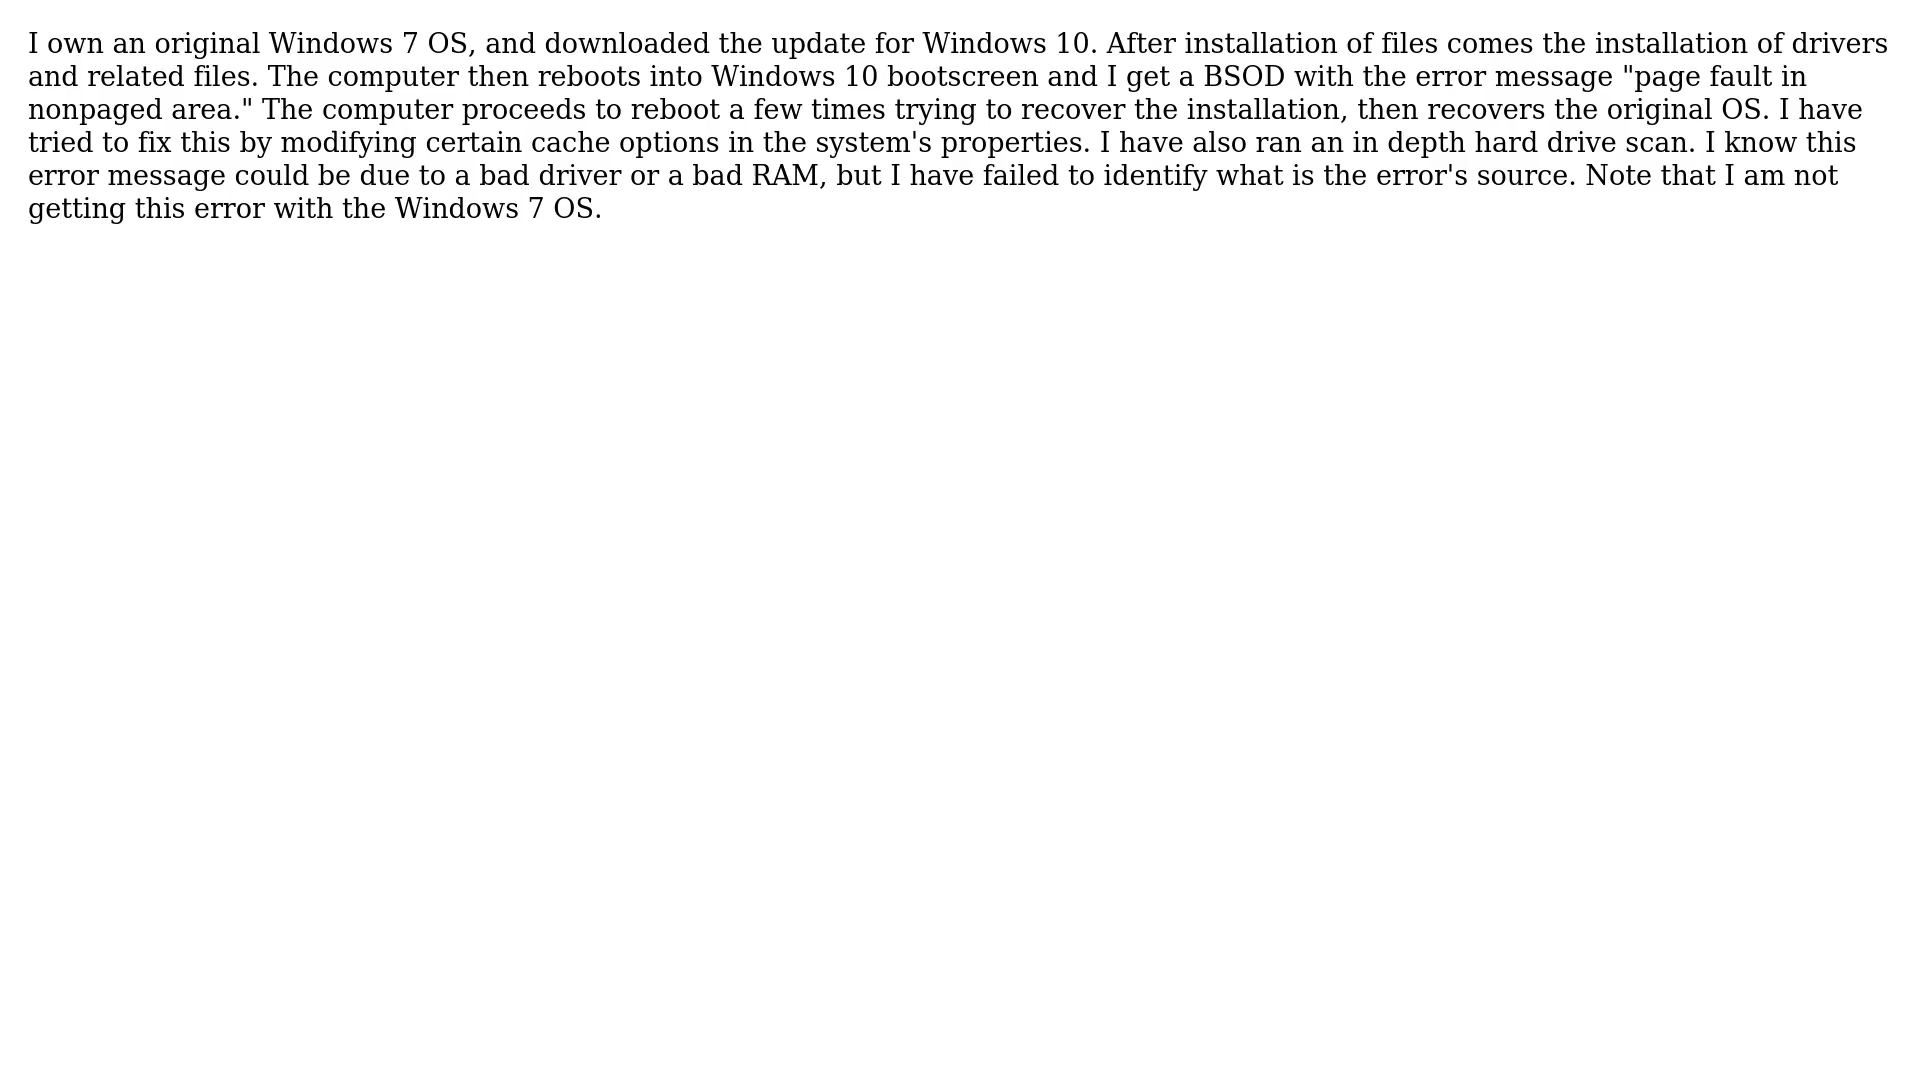 I own an original Windows 7 OS, and downloaded the update for Windows 10. After installation of files comes the installation of drivers
and related files. The computer then reboots into Windows 10 bootscreen and I get a BSOD with the error message "page fault in
nonpaged area." The computer proceeds to reboot a few times trying to recover the installation, then recovers the original OS. I have
tried to fix this by modifying certain cache options in the system's properties. I have also ran an in depth hard drive scan. I know this
error message could be due to a bad driver or a bad RAM, but I have failed to identify what is the error's source. Note that I am not
getting this error with the Windows 7 OS.